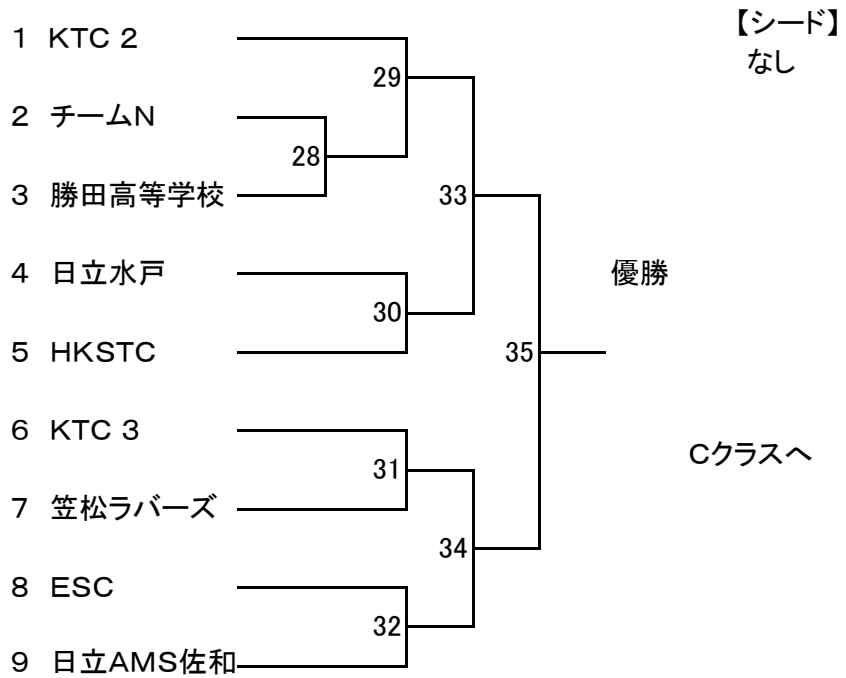 【シード】
なし
1 KTC 2
29
2 チームN
28
3 勝田高等学校
33
4 日立水戸
優勝
30
5 HKSTC
35
6 KTC 3
Cクラスへ
31
7 笠松ラバーズ
34
8 ESC
32
9 日立AMS佐和